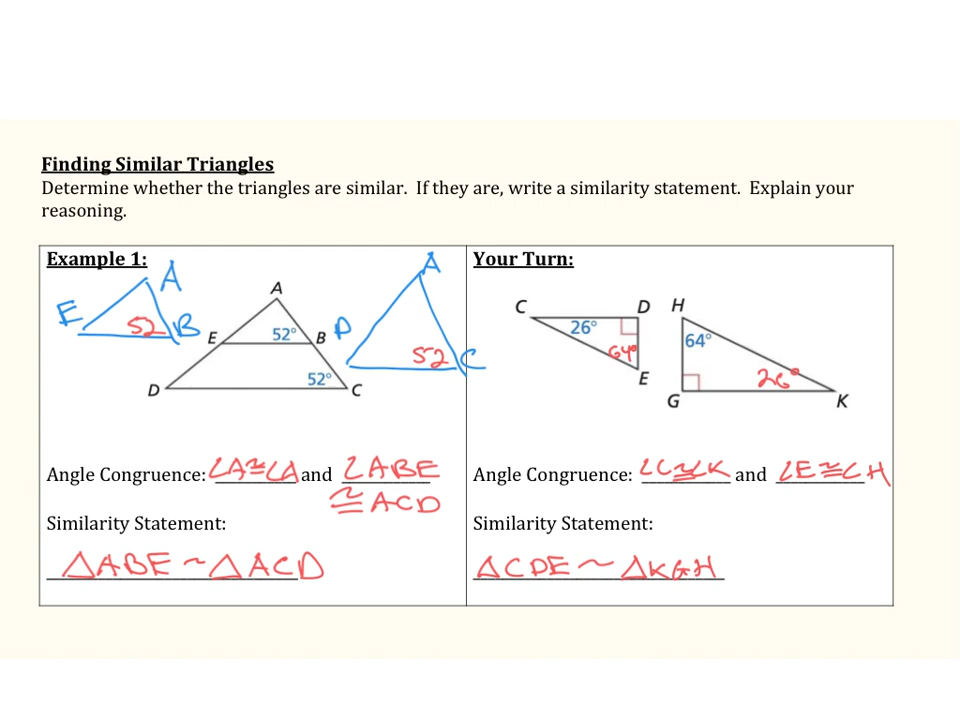 Finding Similar Triangles
Determine whether the triangles are similar. If they are, write a similarity statement. Explain your
reasoning.
Example 1:
A
E
52
B
A
E
52°
B
D
52°
C
A
D
52
C
Angle Congruence: ∠A≅∠A and ∠ABE
≅ ACD
Similarity Statement:
△ABE ~ △ACD
Your Turn:
C
D
26°
64°
E
H
64°
G
26°
K
Angle Congruence: ∠C≅∠K and ∠E≅∠H
Similarity Statement:
△CDE ~ △KGH